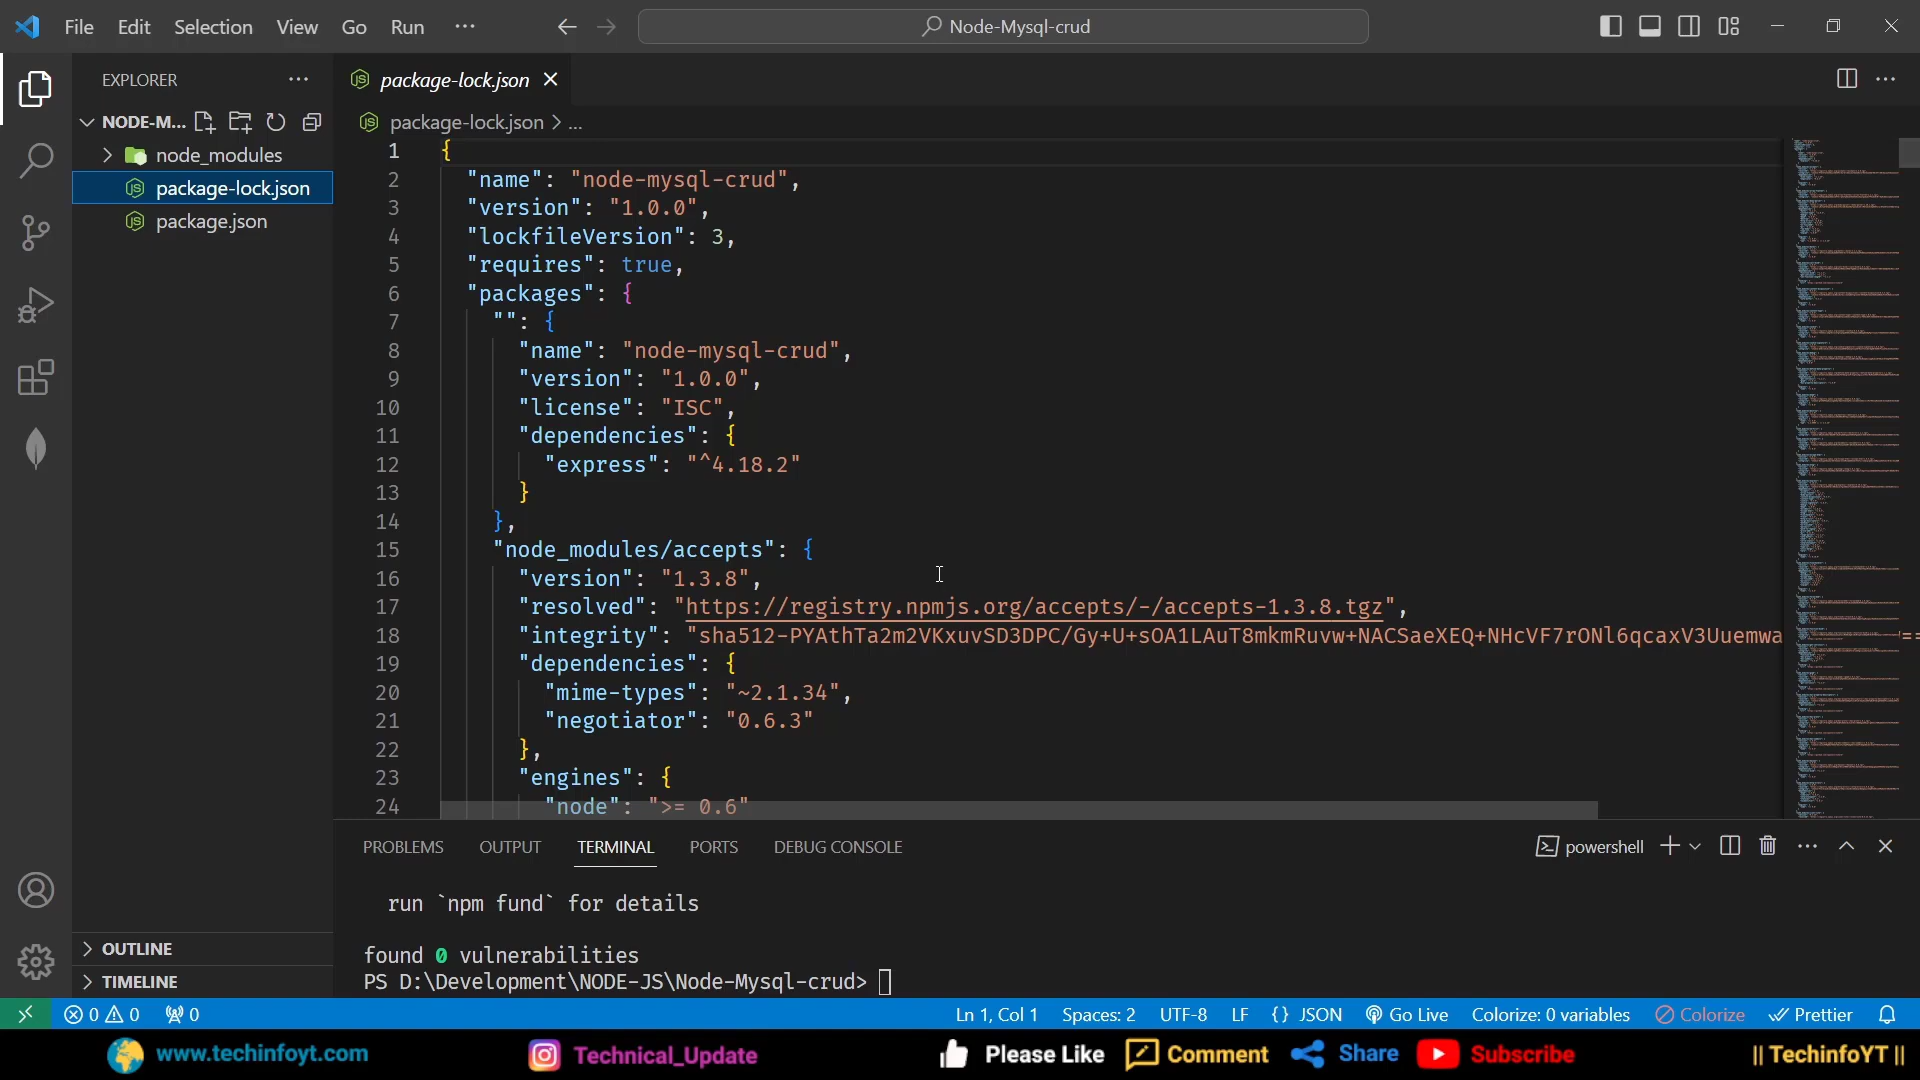 File Edit Selection View Go Run ···
Node-Mysql-crud
EXPLORER
NODE-M...
node_modules
package-lock.json
package.json
OUTLINE
TIMELINE
package-lock.json
package-lock.json > ...
1 {
2 "name": "node-mysql-crud",
3 "version": "1.0.0",
4 "lockfileVersion": 3,
5 "requires": true,
6 "packages": {
7 "": {
8 "name": "node-mysql-crud",
9 "version": "1.0.0",
10 "license": "ISC",
11 "dependencies": {
12 "express": "^4.18.2"
13 }
14 },
15 "node_modules/accepts": {
16 "version": "1.3.8",
17 "resolved": "https://registry.npmjs.org/accepts/-/accepts-1.3.8.tgz",
18 "integrity": "sha512-PYAthTa2m2VKxuvSD3DPC/Gy+U+sOA1LAuT8mkmRuvw+NACSaeXEQ+NHcVF7rONl6qcaxV3Uuemwa
19 "dependencies": {
20 "mime-types": "~2.1.34",
21 "negotiator": "0.6.3"
22 },
23 "engines": {
24 "node": ">= 0.6"
PROBLEMS OUTPUT TERMINAL PORTS DEBUG CONSOLE
powershell
run `npm fund` for details
found 0 vulnerabilities
PS D:\Development\NODE-JS\Node-Mysql-crud>
0 0 0
Ln 1, Col 1 Spaces: 2 UTF-8 LF {} JSON Go Live Colorize: 0 variables Colorize Prettier
www.techinfoyt.com Technical_Update Please Like Comment Share Subscribe || TechinfoYT ||